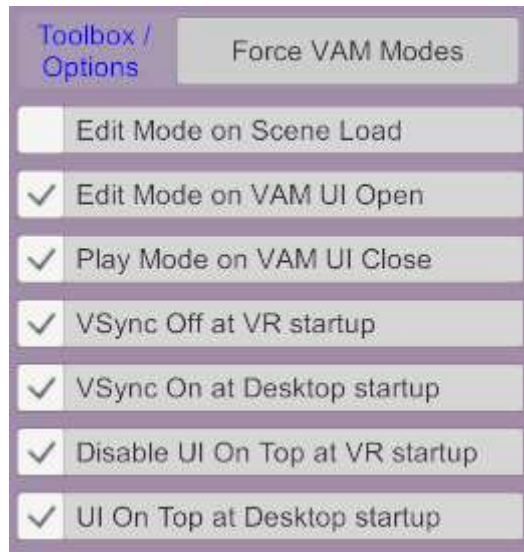 Toolbox /
Options
Force VAM Modes
Edit Mode on Scene Load
Edit Mode on VAM UI Open
Play Mode on VAM UI Close
VSync Off at VR startup
VSync On at Desktop startup
Disable UI On Top at VR startup
UI On Top at Desktop startup